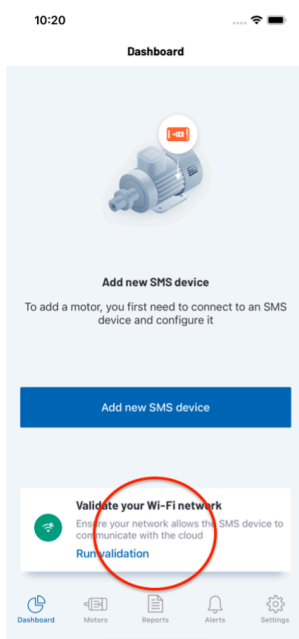 10:20
Dashboard
Add new SMS device
To add a motor, you first need to connect to an SMS
device and configure it
Add new SMS device
Validate your Wi-Fi network
Ensure your network allows the SMS device to
communicate with the cloud
Run validation
Dashboard Motors Reports Alerts Settings